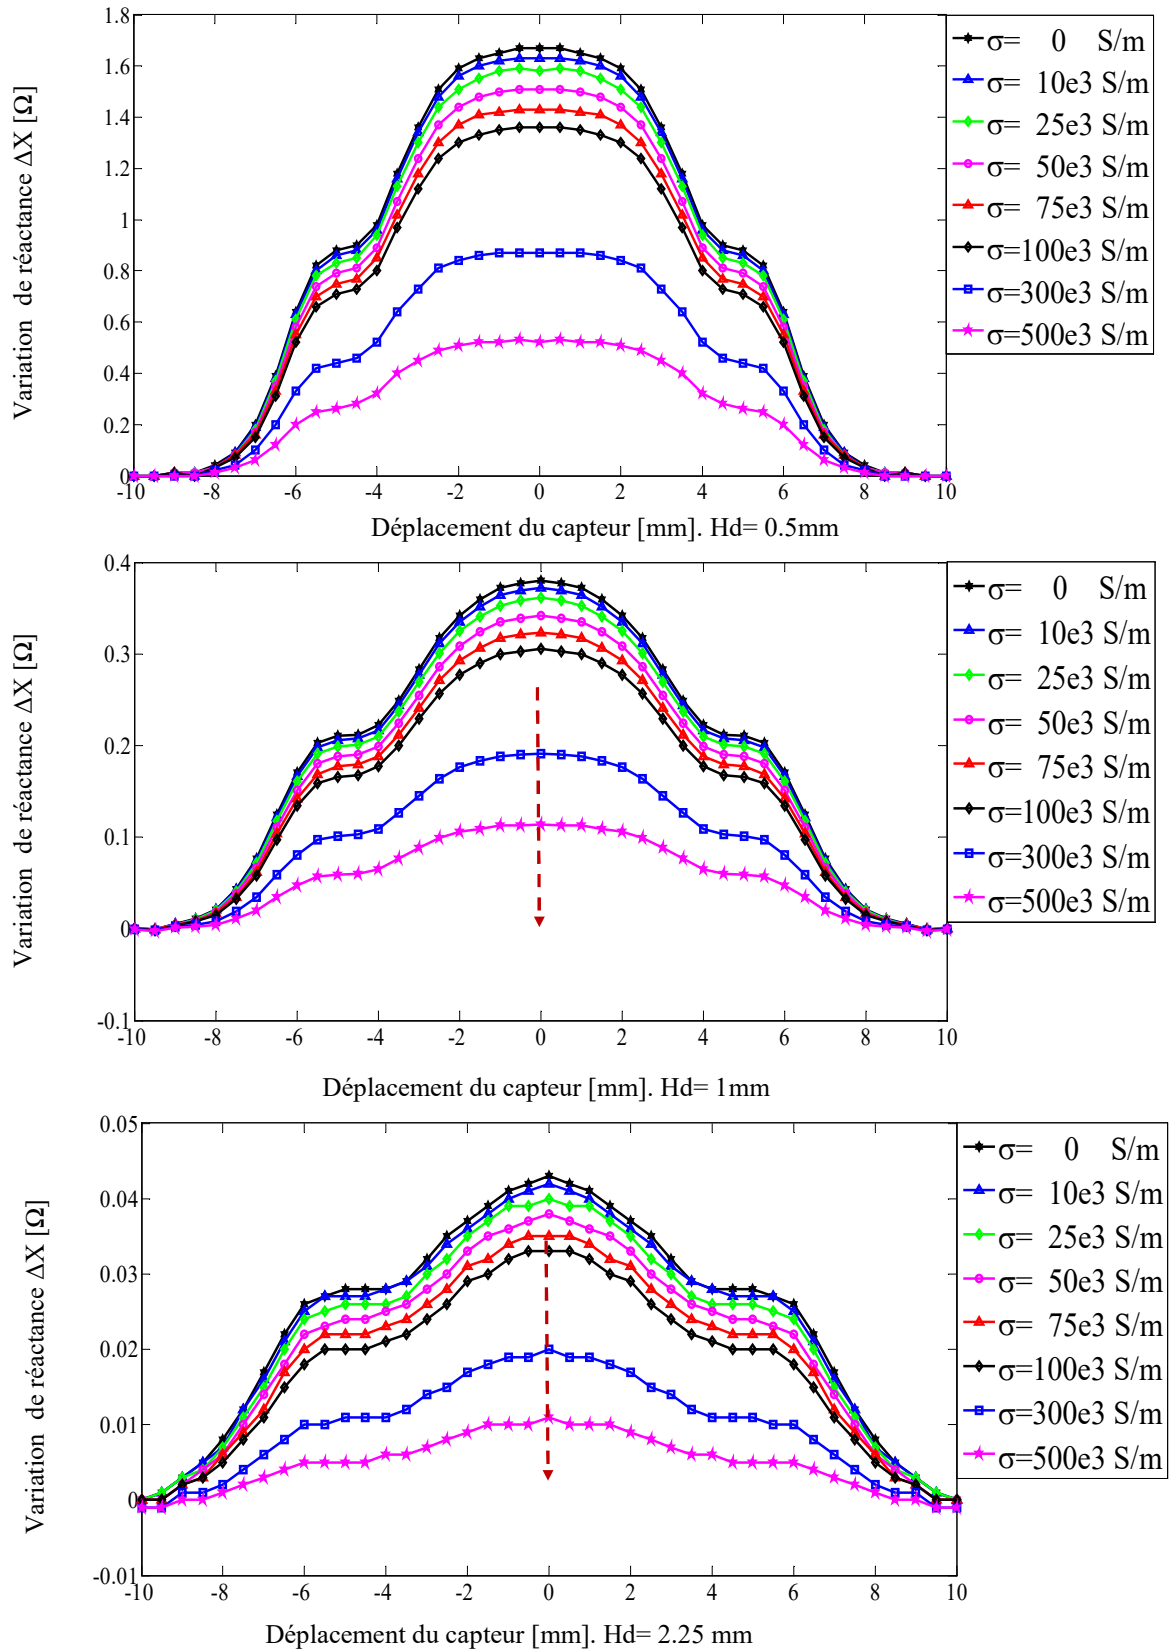 Variation de réactance ΔX [Ω]
1.8
1.6
1.4
1.2
1
0.8
0.6
0.4
0.2
0
-10 -8 -6 -4 -2 0 2 4 6 8 10
Déplacement du capteur [mm]. Hd= 0.5mm
σ= 0 S/m
σ= 10e3 S/m
σ= 25e3 S/m
σ= 50e3 S/m
σ= 75e3 S/m
σ=100e3 S/m
σ=300e3 S/m
σ=500e3 S/m
Variation de réactance ΔX [Ω]
0.4
0.3
0.2
0.1
0
-0.1
-10 -8 -6 -4 -2 0 2 4 6 8 10
Déplacement du capteur [mm]. Hd= 1mm
σ= 0 S/m
σ= 10e3 S/m
σ= 25e3 S/m
σ= 50e3 S/m
σ= 75e3 S/m
σ=100e3 S/m
σ=300e3 S/m
σ=500e3 S/m
Variation de réactance ΔX [Ω]
0.05
0.04
0.03
0.02
0.01
0
-0.01
-10 -8 -6 -4 -2 0 2 4 6 8 10
Déplacement du capteur [mm]. Hd= 2.25 mm
σ= 0 S/m
σ= 10e3 S/m
σ= 25e3 S/m
σ= 50e3 S/m
σ= 75e3 S/m
σ=100e3 S/m
σ=300e3 S/m
σ=500e3 S/m